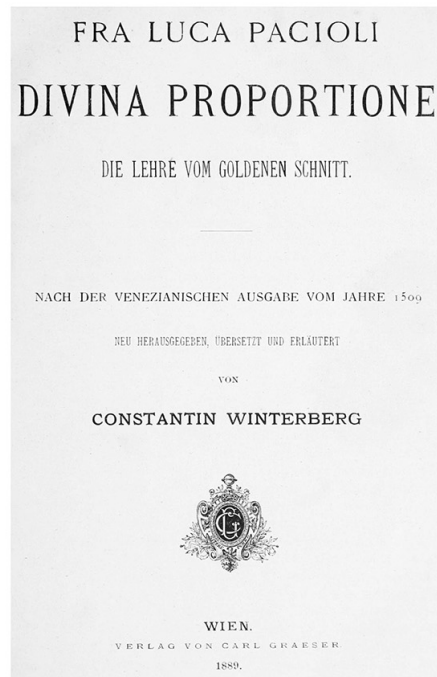 FRA LUCA PACIOLI
DIVINA PROPORTIONE
DIE LEHRE VOM GOLDENEN SCHNITT.
NACH DER VENEZIANISCHEN AUSGABE VOM JAHRE 1509
NEU HERAUSGEGEBEN, ÜBERSETZT UND ERLÄUTERT
VON
CONSTANTIN WINTERBERG
CG
WIEN.
VERLAG VON CARL GRAESER
1889.